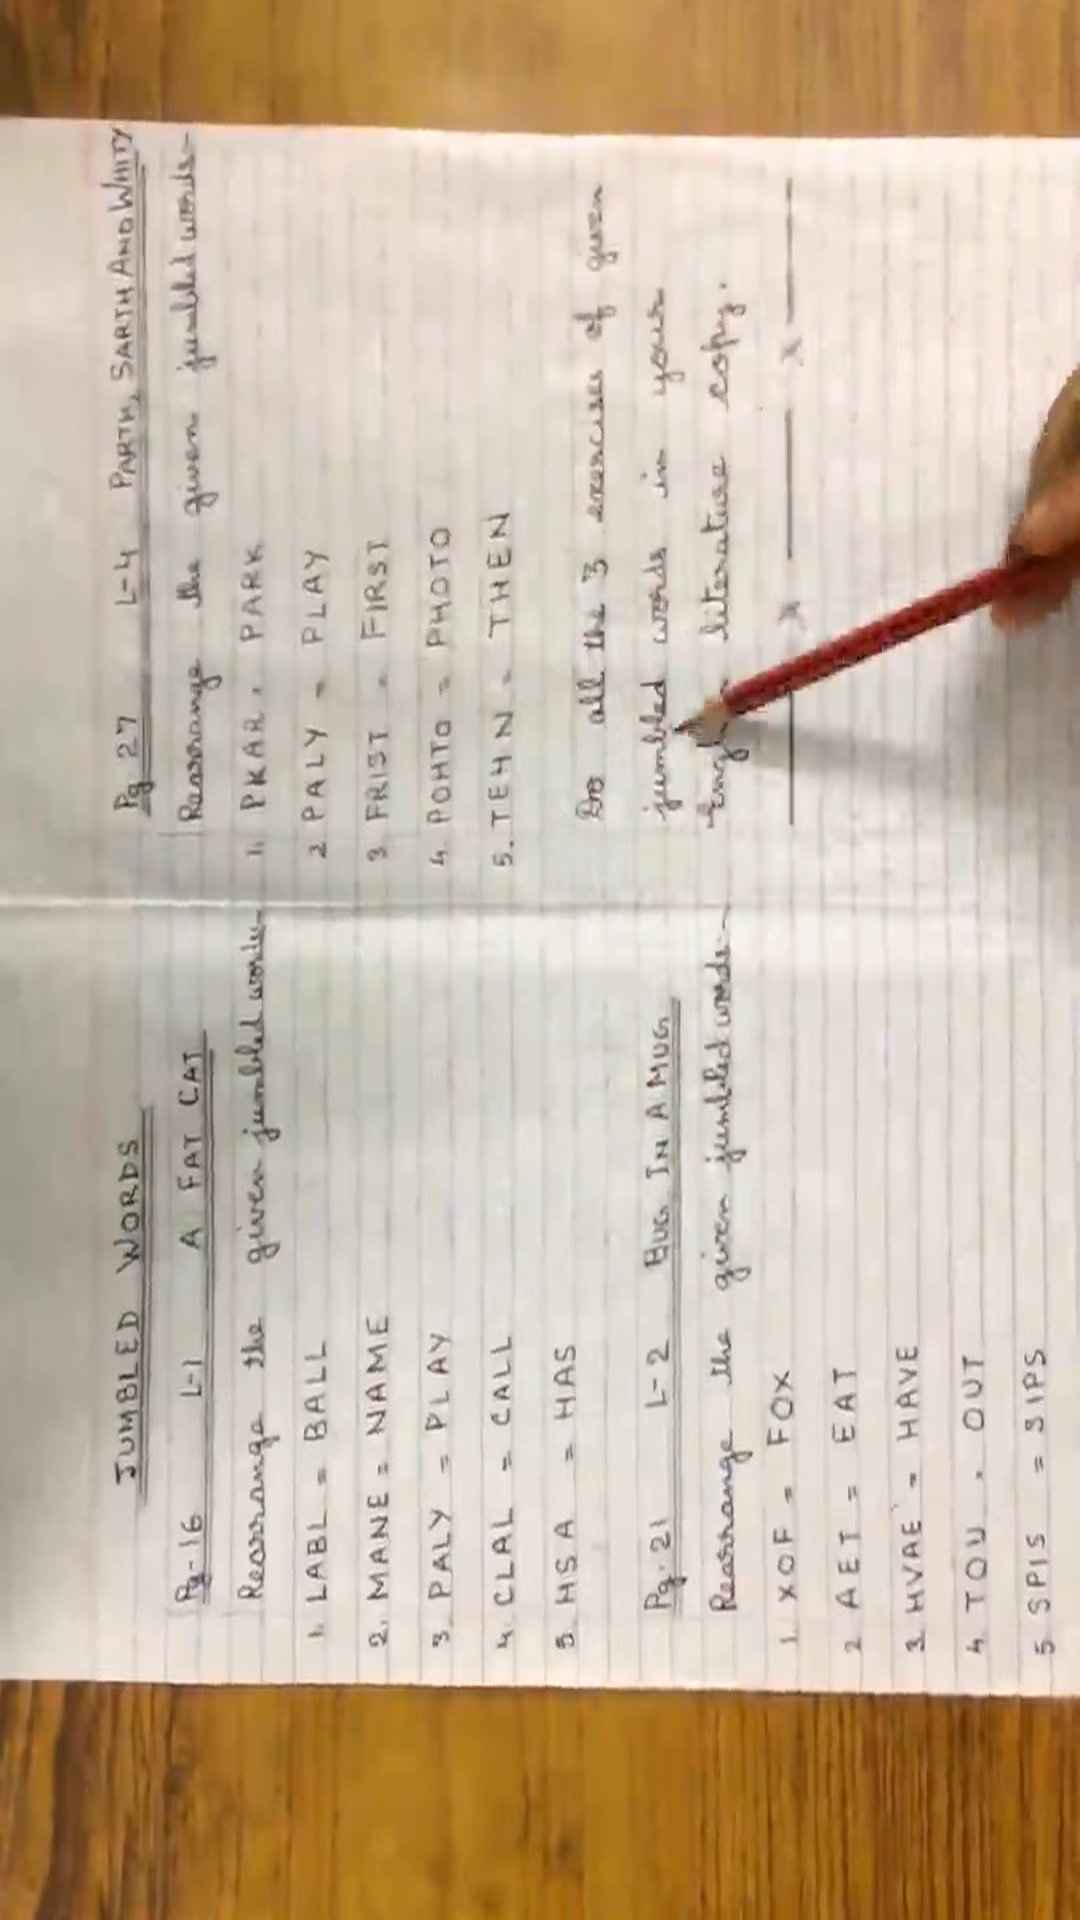 JUMBLED WORDS
Pg-16 L-1 A FAT CAT
Rearrange the given jumbled words-
1. LABL = BALL
2. MANE = NAME
3. PALY = PLAY
4. CLAL = CALL
5. HSA = HAS
Pg-21 L-2 BUG IN A MUG
Rearrange the given jumbled words-
1. XOF = FOX
2 AET = EAT
3 HVAE = HAVE
4. TOU = OUT
5 SPIS = SIPS
Pg 27 L-4 PARTH, SARTH AND WHITY
Rearrange the given jumbled words-
1. PKAR = PARK
2 PALY = PLAY
3 FRIST = FIRST
4. POHTO = PHOTO
5. TEHN = THEN
Do all the 3 exercises of given
jumbled words in your
literature copy.